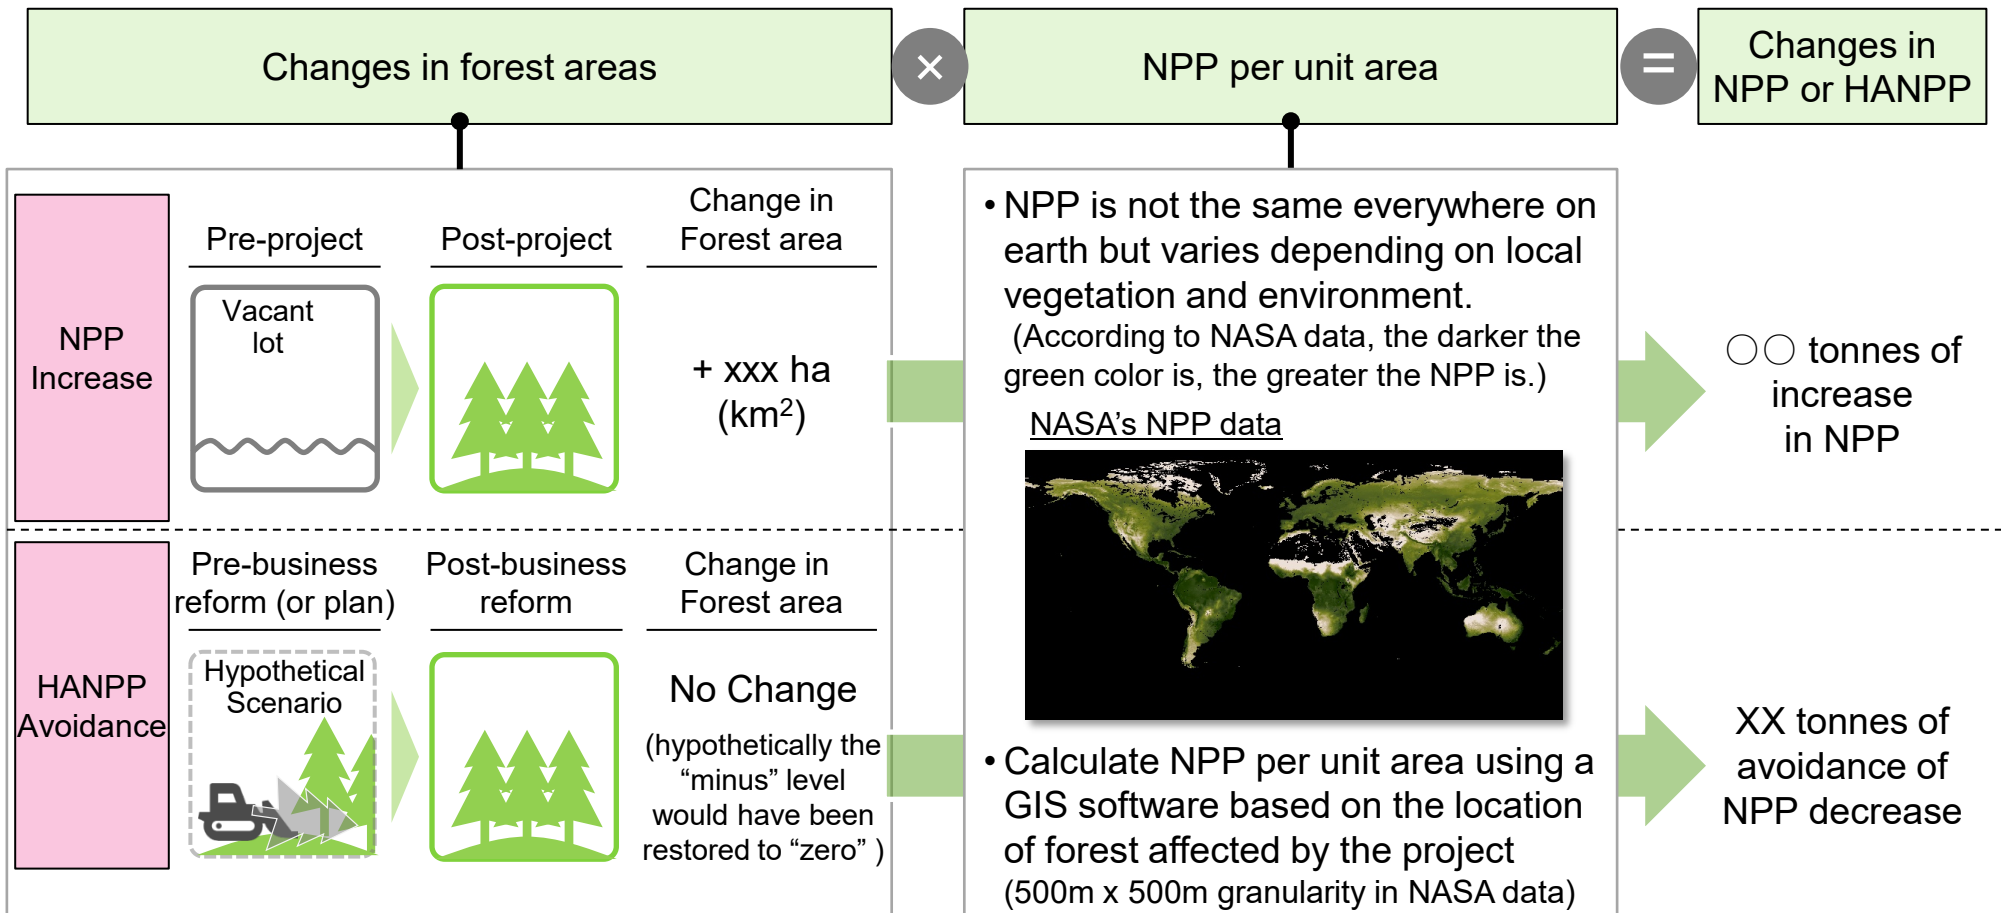 Changes in forest areas
×
NPP per unit area
=
Changes in
NPP or HANPP
NPP
Increase
Pre-project
Post-project
Change in
Forest area
Vacant
lot
+ xxx ha
(km²)
• NPP is not the same everywhere on
earth but varies depending on local
vegetation and environment.
(According to NASA data, the darker the
green color is, the greater the NPP is.)
NASA’s NPP data
○○ tonnes of
increase
in NPP
HANPP
Avoidance
Pre-business
reform (or plan)
Post-business
reform
Change in
Forest area
Hypothetical
Scenario
No Change
(hypothetically the
“minus” level
would have been
restored to “zero” )
• Calculate NPP per unit area using a
GIS software based on the location
of forest affected by the project
(500m x 500m granularity in NASA data)
XX tonnes of
avoidance of
NPP decrease